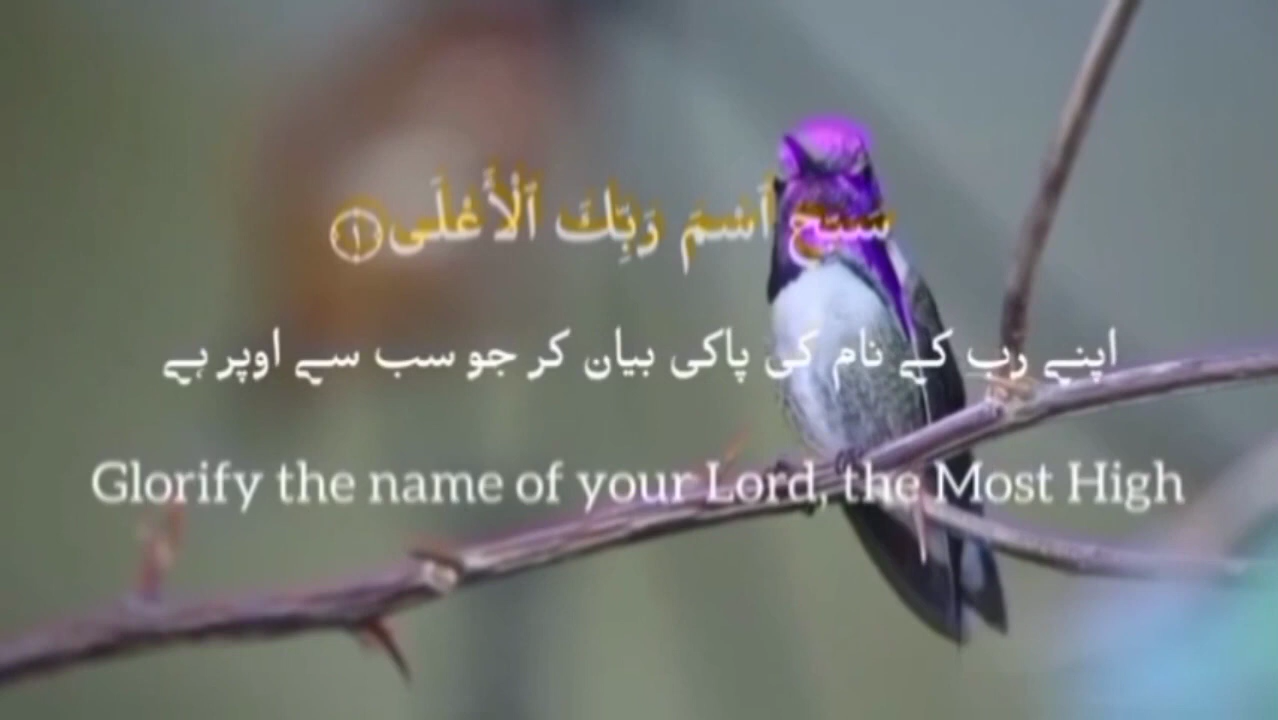 سَبِّحِ ٱسْمَ رَبِّكَ ٱلْأَعْلَى ۝١
اپنے رب کے نام کی پاکی بیان کر جو سب سے اوپر ہے
Glorify the name of your Lord, the Most High